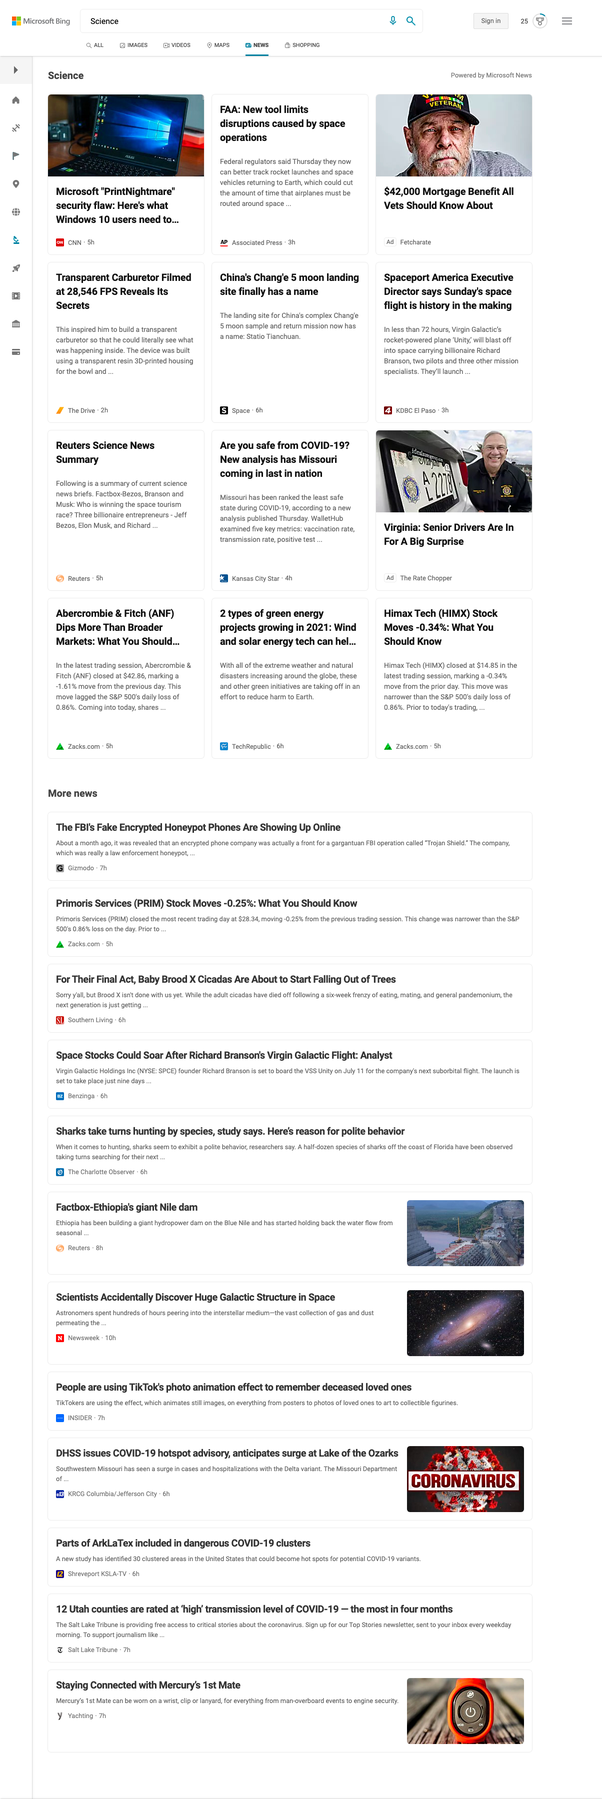 Microsoft Bing
Science
Sign in
25
ALL
IMAGES
VIDEOS
MAPS
NEWS
SHOPPING
Science
Powered by Microsoft News
Microsoft "PrintNightmare"
security flaw: Here's what
Windows 10 users need to...
CNN · 5h
FAA: New tool limits
disruptions caused by space
operations
Federal regulators said Thursday they now
can better track rocket launches and space
vehicles returning to Earth, which could cut
the amount of time that airplanes must be
routed around space ...
AP Associated Press · 3h
VETERAN
$42,000 Mortgage Benefit All
Vets Should Know About
Ad Fetcharate
Transparent Carburetor Filmed
at 28,546 FPS Reveals Its
Secrets
This inspired him to build a transparent
carburetor so that he could literally see what
was happening inside. The device was built
using a transparent resin 3D-printed housing
for the bowl and ...
The Drive · 2h
China's Chang'e 5 moon landing
site finally has a name
The landing site for China's complex Chang'e
5 moon sample and return mission now has
a name: Statio Tianchuan.
S Space · 6h
Spaceport America Executive
Director says Sunday's space
flight is history in the making
In less than 72 hours, Virgin Galactic's
rocket-powered plane 'Unity,' will blast off
into space carrying billionaire Richard
Branson, two pilots and three other mission
specialists. They'll launch ...
4 KDBC El Paso · 3h
Reuters Science News
Summary
Following is a summary of current science
news briefs. Factbox-Bezos, Branson and
Musk: Who is winning the space tourism
race? Three billionaire entrepreneurs - Jeff
Bezos, Elon Musk, and Richard ...
Reuters · 5h
Are you safe from COVID-19?
New analysis has Missouri
coming in last in nation
Missouri has been ranked the least safe
state during COVID-19, according to a new
analysis published Thursday. WalletHub
examined five key metrics: vaccination rate,
transmission rate, positive test ...
Kansas City Star · 4h
Virginia: Senior Drivers Are In
For A Big Surprise
Ad The Rate Chopper
Abercrombie & Fitch (ANF)
Dips More Than Broader
Markets: What You Should...
In the latest trading session, Abercrombie &
Fitch (ANF) closed at $42.86, marking a
-1.61% move from the previous day. This
move lagged the S&P 500's daily loss of
0.86%. Coming into today, shares ...
Zacks.com · 5h
2 types of green energy
projects growing in 2021: Wind
and solar energy tech can hel...
With all of the extreme weather and natural
disasters increasing around the globe, these
and other green initiatives are taking off in an
effort to reduce harm to Earth.
TechRepublic · 6h
Himax Tech (HIMX) Stock
Moves -0.34%: What You
Should Know
Himax Tech (HIMX) closed at $14.85 in the
latest trading session, marking a -0.34%
move from the prior day. This move was
narrower than the S&P 500's daily loss of
0.86%. Prior to today's trading, ...
Zacks.com · 5h
More news
The FBI's Fake Encrypted Honeypot Phones Are Showing Up Online
About a month ago, it was revealed that an encrypted phone company was actually a front for a gargantuan FBI operation called "Trojan Shield." The company,
which was really a law enforcement honeypot, ...
G Gizmodo · 7h
Primoris Services (PRIM) Stock Moves -0.25%: What You Should Know
Primoris Services (PRIM) closed the most recent trading day at $28.34, moving -0.25% from the previous trading session. This change was narrower than the S&P
500's 0.86% loss on the day. Prior to ...
Zacks.com · 5h
For Their Final Act, Baby Brood X Cicadas Are About to Start Falling Out of Trees
Sorry y'all, but Brood X isn't done with us yet. While the adult cicadas have died off following a six-week frenzy of eating, mating, and general pandemonium, the
next generation is just getting ...
SL Southern Living · 6h
Space Stocks Could Soar After Richard Branson's Virgin Galactic Flight: Analyst
Virgin Galactic Holdings Inc (NYSE: SPCE) founder Richard Branson is set to board the VSS Unity on July 11 for the company's next suborbital flight. The launch is
set to take place just nine days ...
BZ Benzinga · 6h
Sharks take turns hunting by species, study says. Here's reason for polite behavior
When it comes to hunting, sharks seem to exhibit a polite behavior, researchers say. A half-dozen species of sharks off the coast of Florida have been observed
taking turns searching for their next ...
The Charlotte Observer · 6h
Factbox-Ethiopia's giant Nile dam
Ethiopia has been building a giant hydropower dam on the Blue Nile and has started holding back the water flow from
seasonal ...
Reuters · 8h
Scientists Accidentally Discover Huge Galactic Structure in Space
Astronomers spent hundreds of hours peering into the interstellar medium—the vast collection of gas and dust
permeating the ...
N Newsweek · 10h
People are using TikTok's photo animation effect to remember deceased loved ones
TikTokers are using the effect, which animates still images, on everything from posters to photos of loved ones to art to collectible figurines.
INSIDER · 7h
DHSS issues COVID-19 hotspot advisory, anticipates surge at Lake of the Ozarks
Southwestern Missouri has seen a surge in cases and hospitalizations with the Delta variant. The Missouri Department
of ...
KRCG Columbia/Jefferson City · 6h
CORONAVIRUS
Parts of ArkLaTex included in dangerous COVID-19 clusters
A new study has identified 30 clustered areas in the United States that could become hot spots for potential COVID-19 variants.
Shreveport KSLA-TV · 6h
12 Utah counties are rated at 'high' transmission level of COVID-19 — the most in four months
The Salt Lake Tribune is providing free access to critical stories about the coronavirus. Sign up for our Top Stories newsletter, sent to your inbox every weekday
morning. To support journalism like ...
Salt Lake Tribune · 7h
Staying Connected with Mercury's 1st Mate
Mercury's 1st Mate can be worn on a wrist, clip or lanyard, for everything from man-overboard events to engine security.
y Yachting · 7h